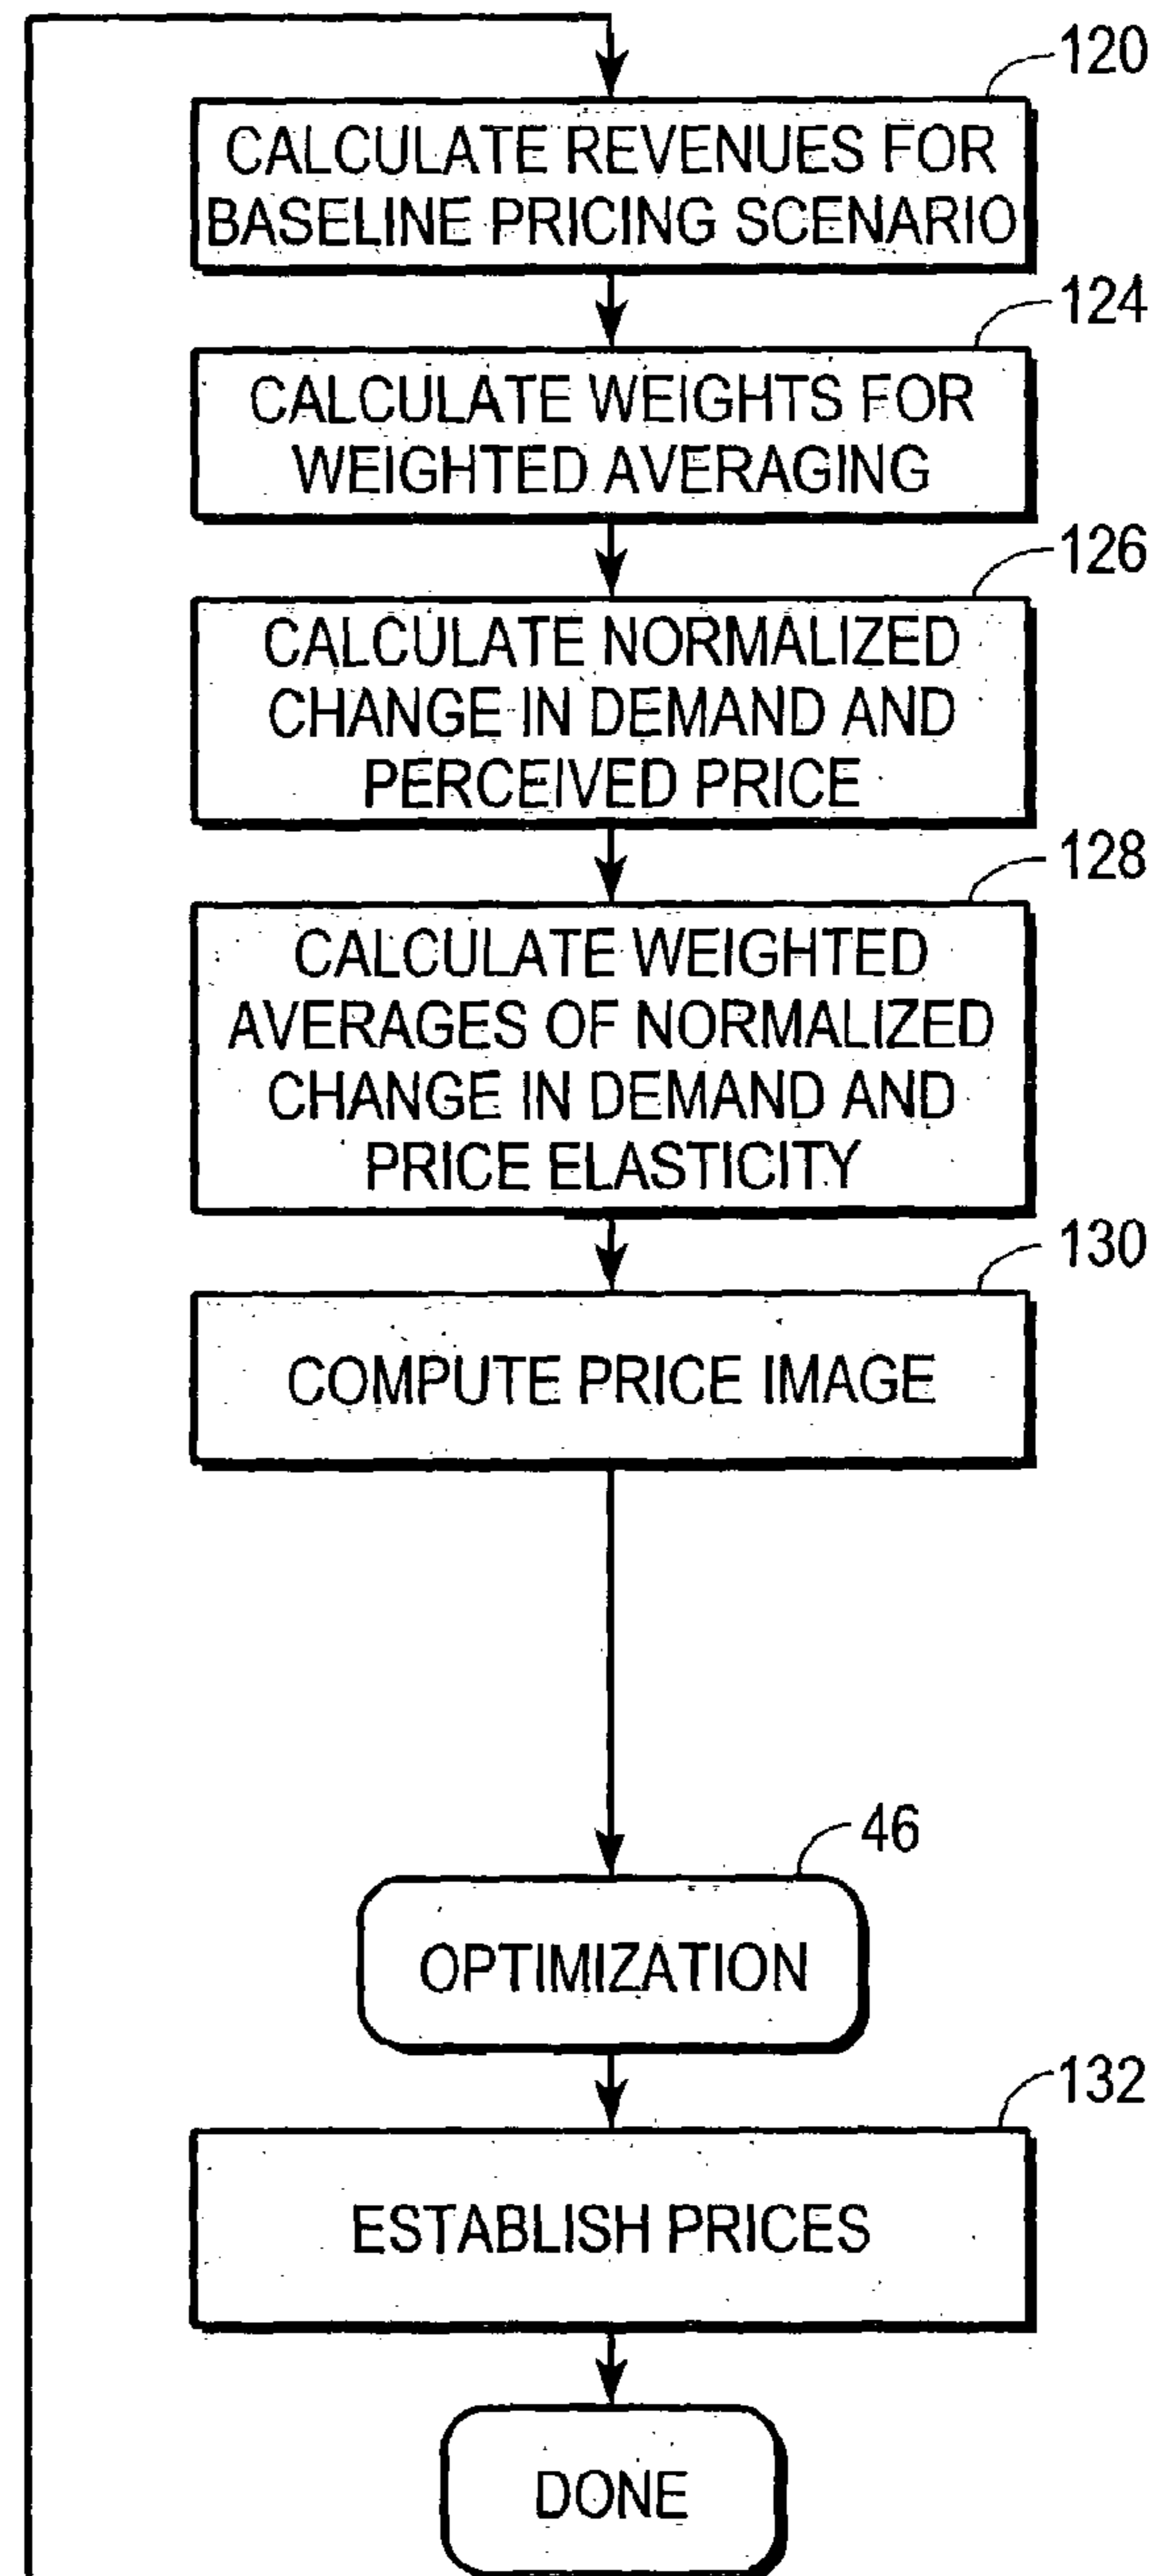 120
CALCULATE REVENUES FOR
BASELINE PRICING SCENARIO
124
CALCULATE WEIGHTS FOR
WEIGHTED AVERAGING
126
CALCULATE NORMALIZED
CHANGE IN DEMAND AND
PERCEIVED PRICE
128
CALCULATE WEIGHTED
AVERAGES OF NORMALIZED
CHANGE IN DEMAND AND
PRICE ELASTICITY
130
COMPUTE PRICE IMAGE
46
OPTIMIZATION
132
ESTABLISH PRICES
DONE